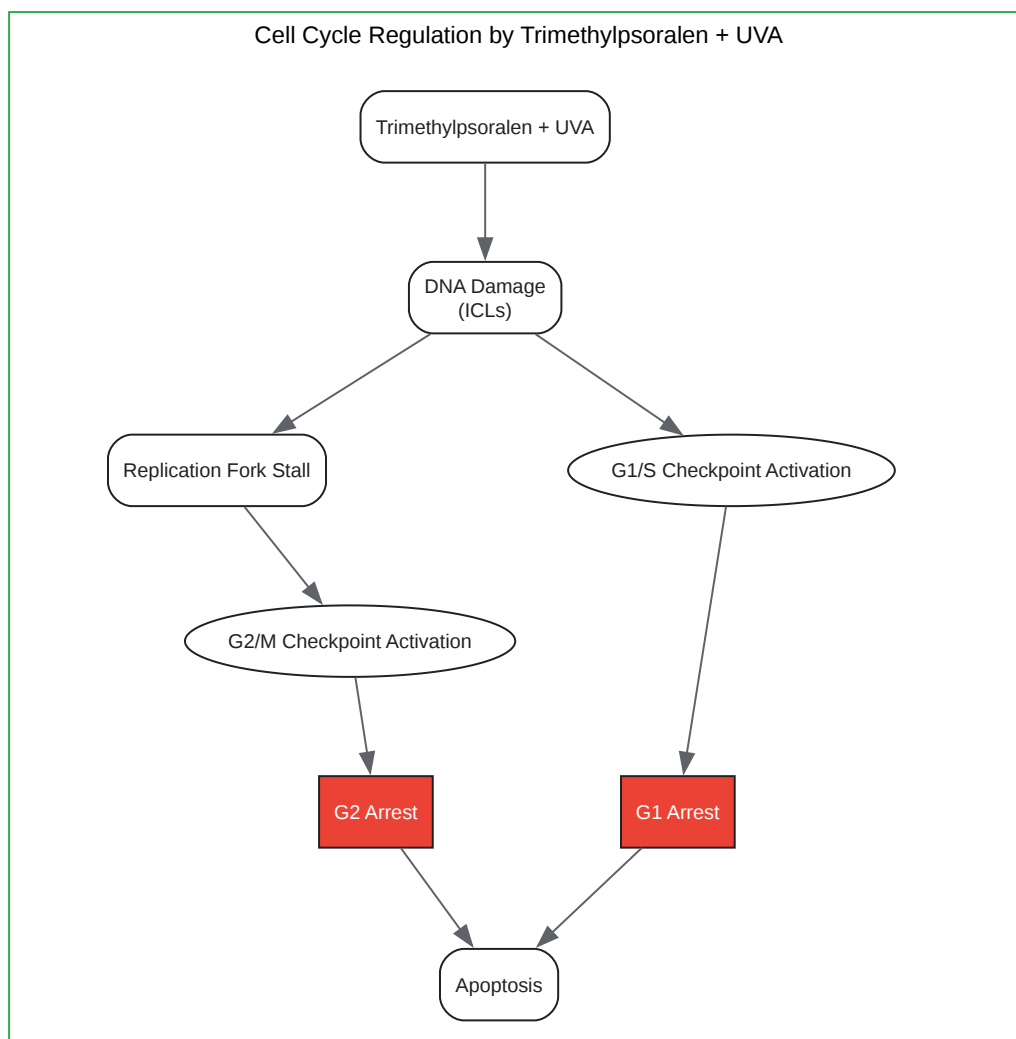 Cell Cycle Regulation by Trimethylpsoralen + UVA
Trimethylpsoralen + UVA
DNA Damage
(ICLs)
Replication Fork Stall
G1/S Checkpoint Activation
G2/M Checkpoint Activation
G2 Arrest
G1 Arrest
Apoptosis